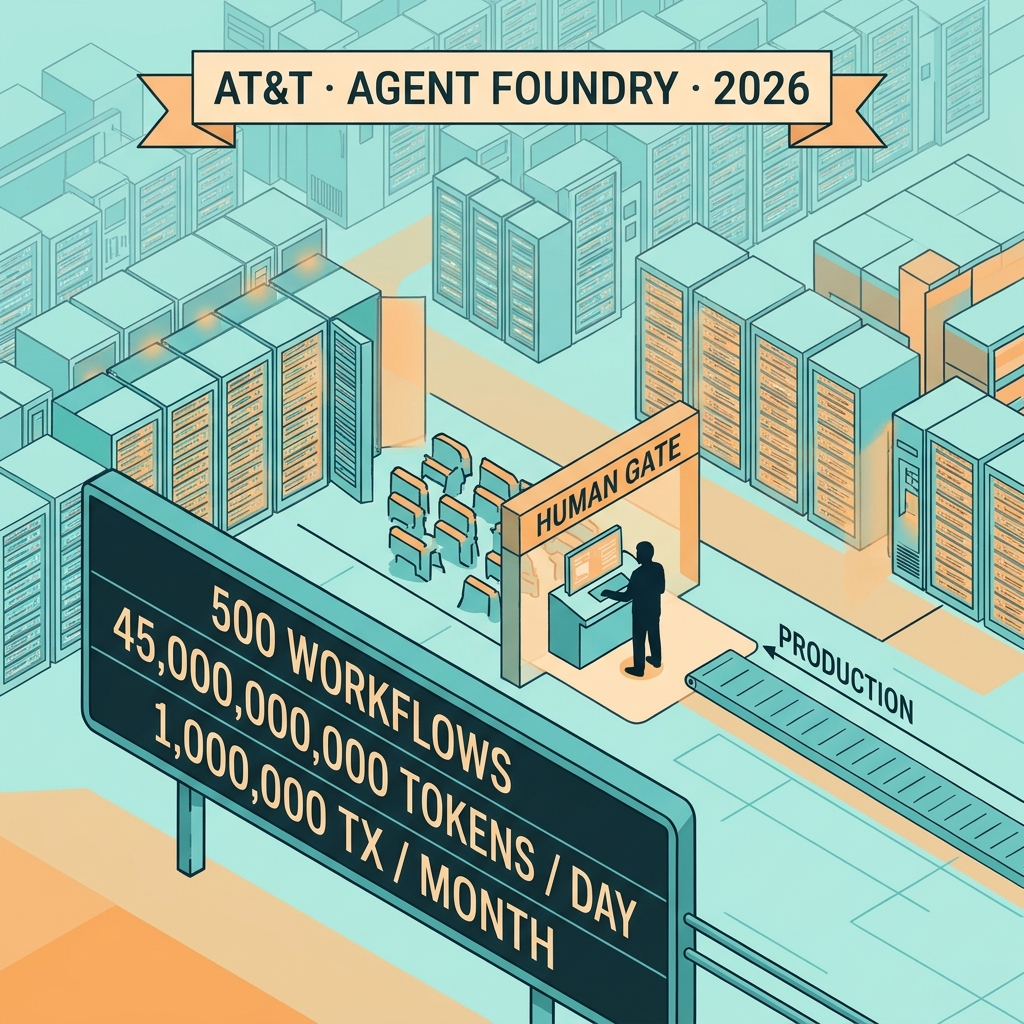 AT&T · AGENT FOUNDRY · 2026
HUMAN GATE
PRODUCTION
500 WORKFLOWS
45,000,000,000 TOKENS / DAY
1,000,000 TX / MONTH